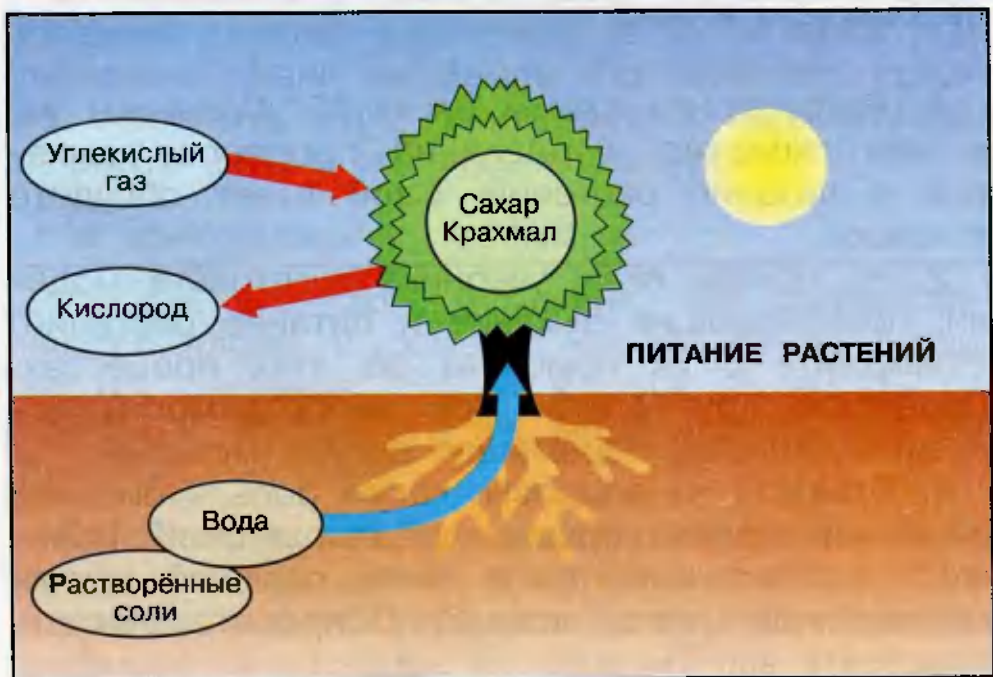 Углекислый
газ
Сахар
Крахмал
Кислород
ПИТАНИЕ РАСТЕНИЙ
Вода
Растворённые
соли